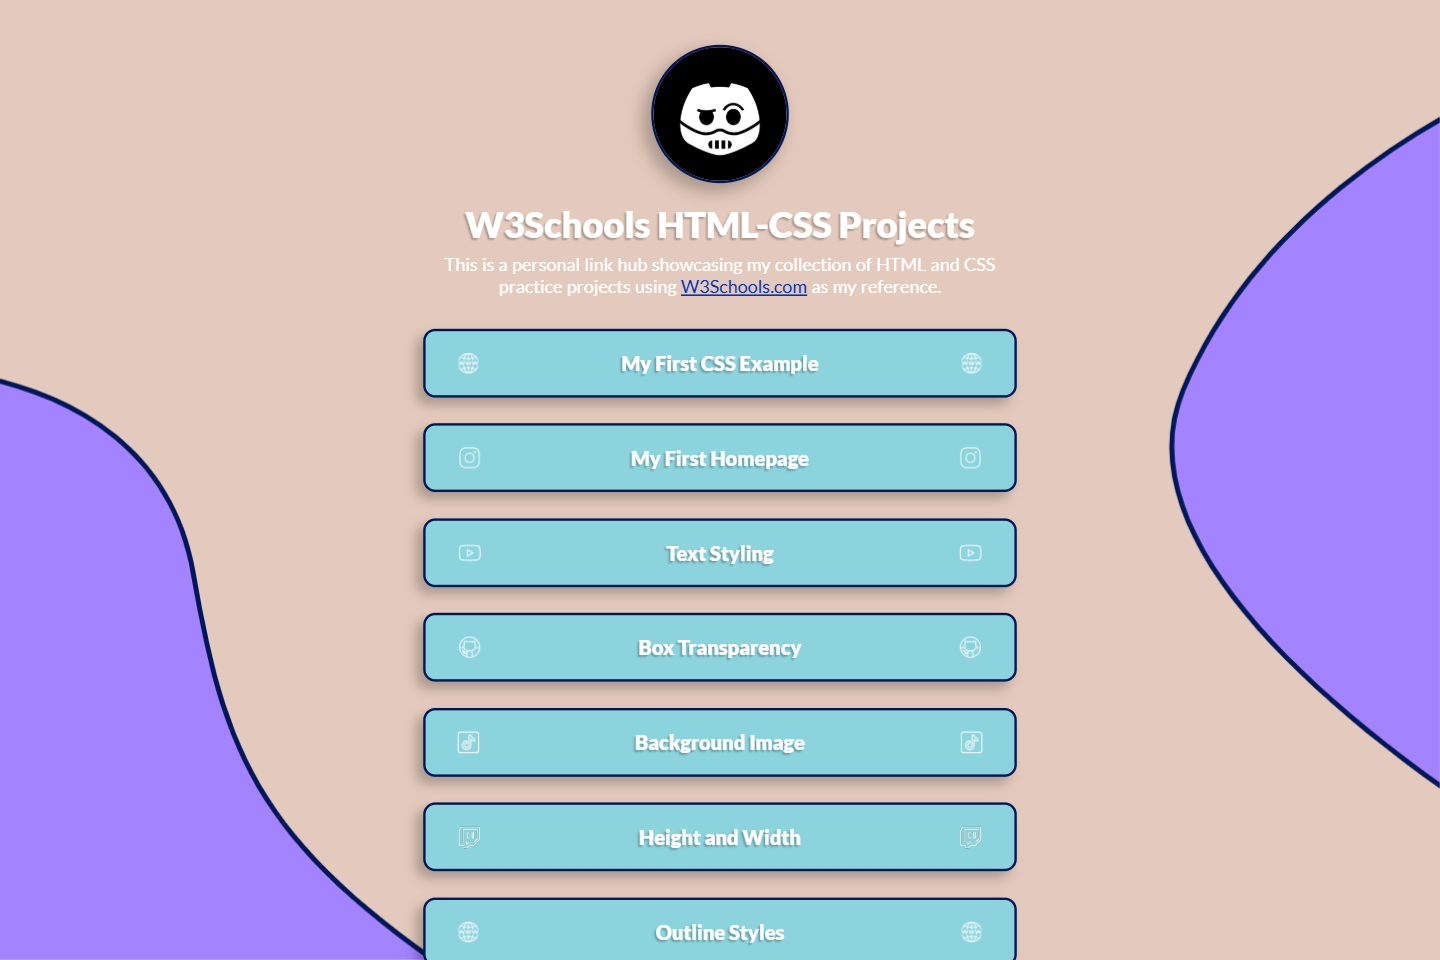 W3Schools HTML-CSS Projects
This is a personal link hub showcasing my collection of HTML and CSS
practice projects using W3Schools.com as my reference.
My First CSS Example
My First Homepage
Text Styling
Box Transparency
Background Image
Height and Width
Outline Styles